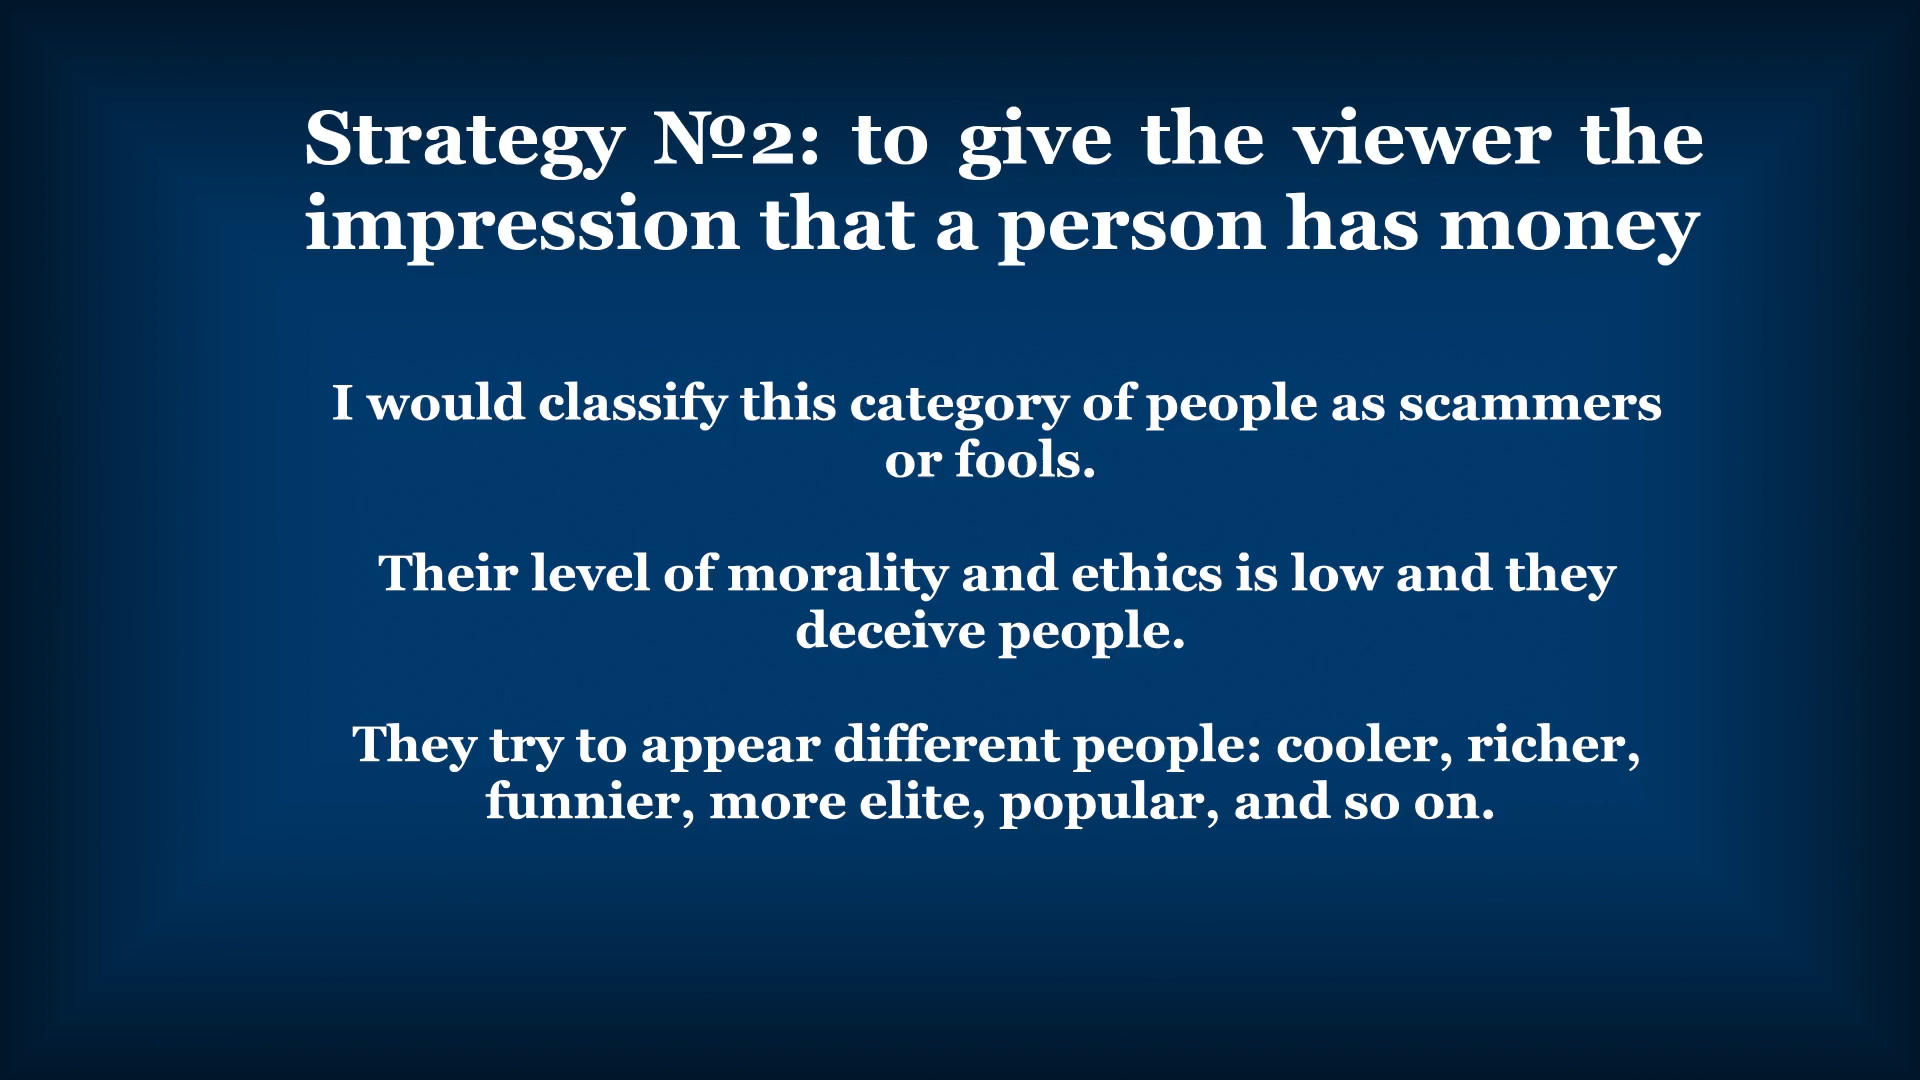 Strategy №2: to give the viewer the
impression that a person has money
I would classify this category of people as scammers
or fools.
Their level of morality and ethics is low and they
deceive people.
They try to appear different people: cooler, richer,
funnier, more elite, popular, and so on.